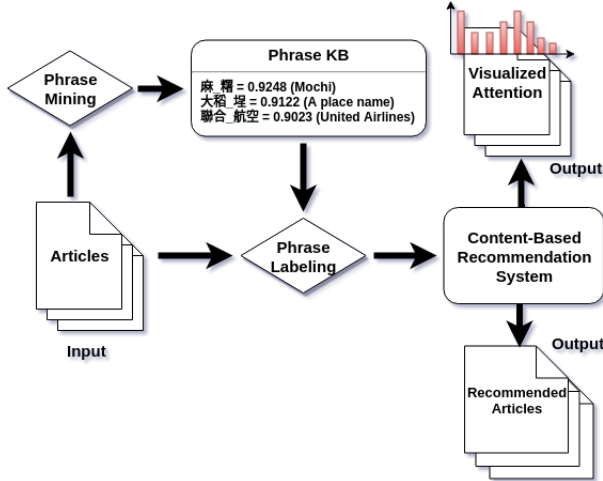 Phrase
Mining
Phrase KB
麻_糬 = 0.9248 (Mochi)
大稻_埕 = 0.9122 (A place name)
聯合_航空 = 0.9023 (United Airlines)
Visualized
Attention
Output
Articles
Input
Phrase
Labeling
Content-Based
Recommendation
System
Output
Recommended
Articles